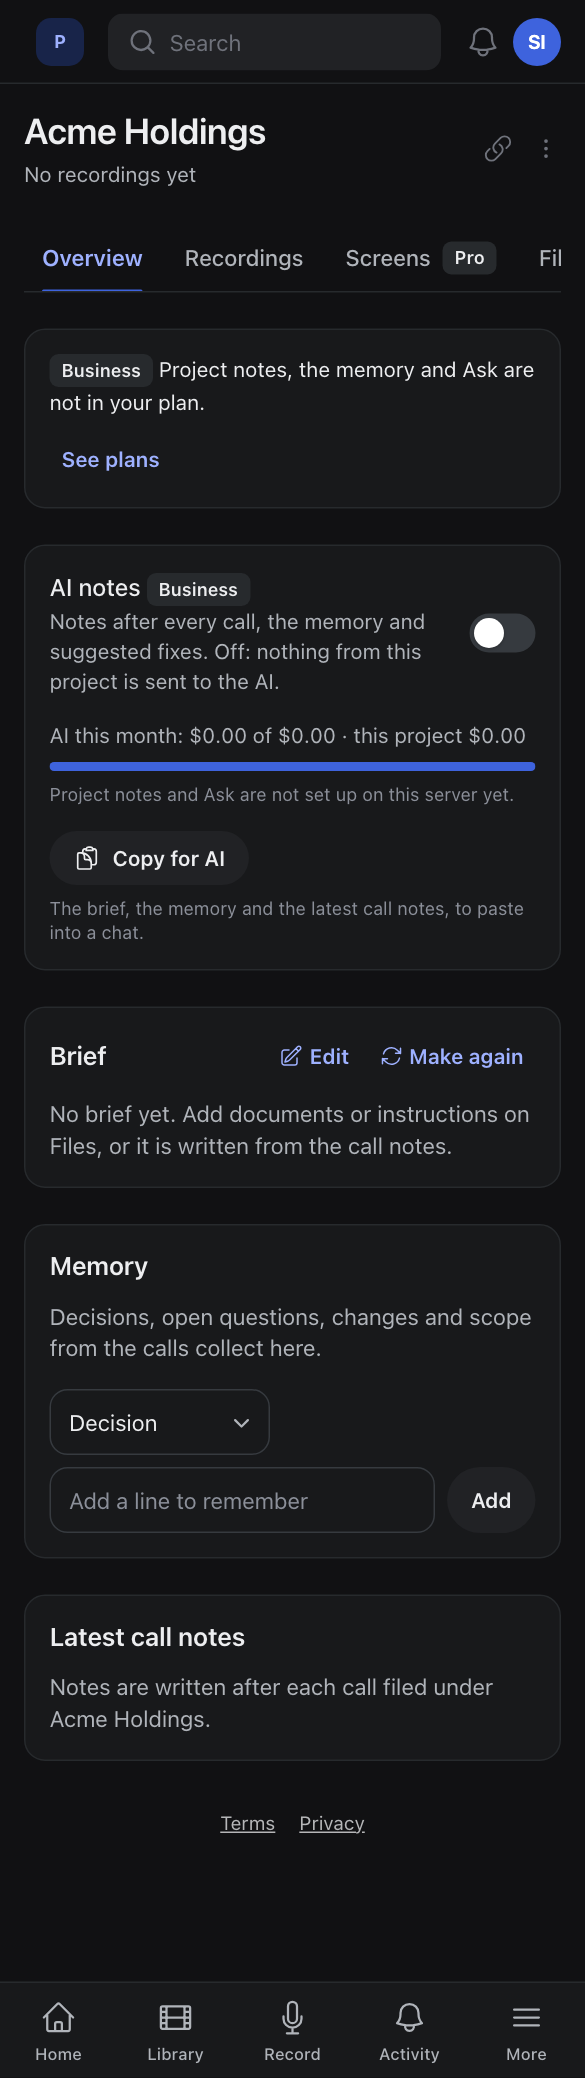 P
Search
SI
Acme Holdings
No recordings yet
Overview
Recordings
Screens
Pro
Fil
Business Project notes, the memory and Ask are
not in your plan.
See plans
AI notes Business
Notes after every call, the memory and
suggested fixes. Off: nothing from this
project is sent to the AI.
AI this month: $0.00 of $0.00 · this project $0.00
Project notes and Ask are not set up on this server yet.
Copy for AI
The brief, the memory and the latest call notes, to paste
into a chat.
Brief
Edit
Make again
No brief yet. Add documents or instructions on
Files, or it is written from the call notes.
Memory
Decisions, open questions, changes and scope
from the calls collect here.
Decision
Add a line to remember
Add
Latest call notes
Notes are written after each call filed under
Acme Holdings.
Terms
Privacy
Home
Library
Record
Activity
More